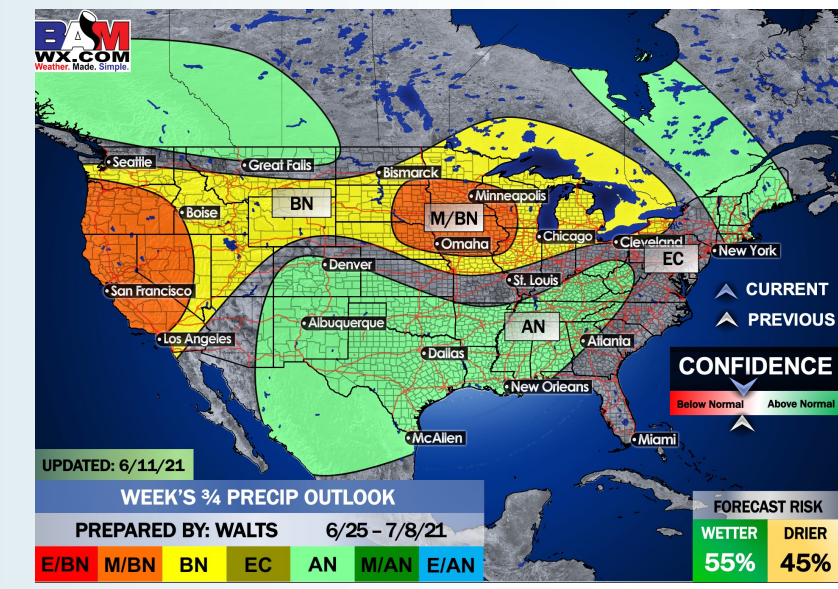 BAM
WX.COM
Weather. Made. Simple.
Seattle
Great Falls
Bismarck
Minneapolis
Boise
BN
M/BN
Omaha
Chicago
Cleveland
New York
EC
Denver
St. Louis
San Francisco
CURRENT
PREVIOUS
Albuquerque
AN
Los Angeles
Atlanta
Dallas
CONFIDENCE
Below Normal
Above Normal
New Orleans
McAllen
Miami
UPDATED: 6/11/21
WEEK'S ¾ PRECIP OUTLOOK
PREPARED BY: WALTS 6/25 – 7/8/21
E/BN M/BN BN EC AN M/AN E/AN
FORECAST RISK
WETTER DRIER
55% 45%